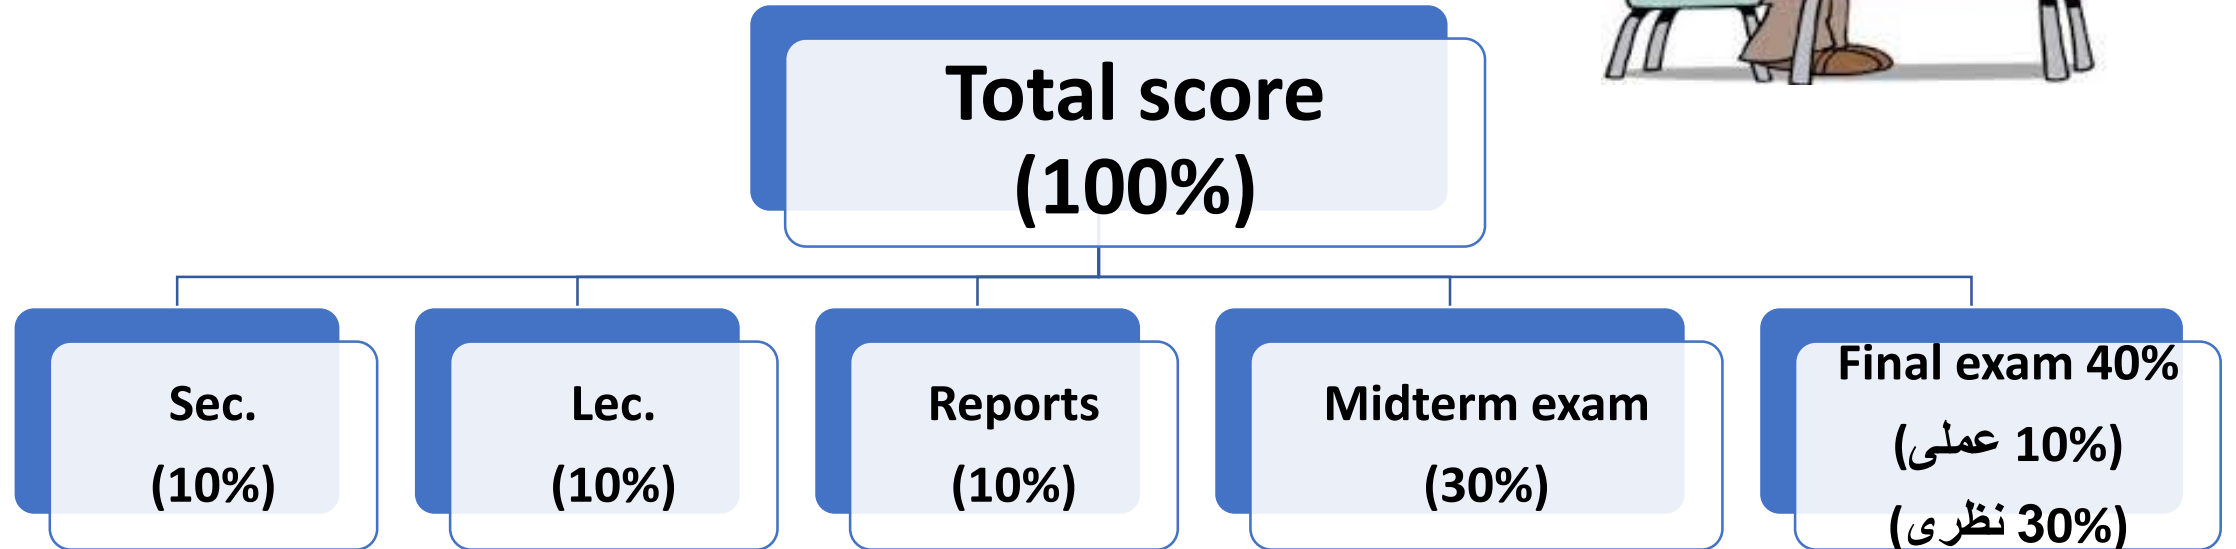 Total score
(100%)
Sec.
(10%)
Lec.
(10%)
Reports
(10%)
Midterm exam
(30%)
Final exam 40%
(عملى 10%)
(نظرى 30%)